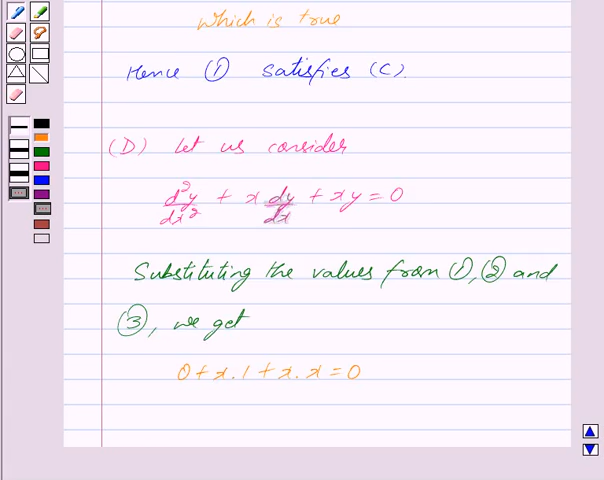 which is true
Hence ① satisfies (C).
(D) Let us consider
d²y/dx² + x dy/dx + xy = 0
Substituting the values from ①, ② and
③, we get
0 + x . 1 + x . x = 0